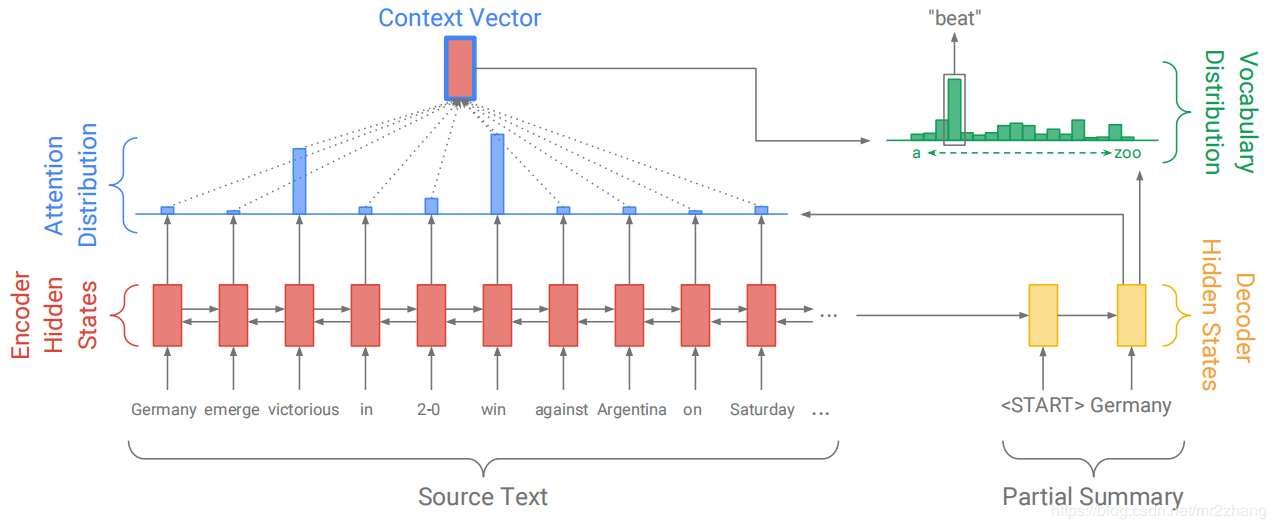 Context Vector
"beat"
Vocabulary
Distribution
Attention
Distribution
a
zoo
Encoder
Hidden
States
Decoder
Hidden States
...
Germany emerge victorious in 2-0 win against Argentina on Saturday ...
<START> Germany
Source Text
Partial Summary
https://blog.csdn.net/mr2zhang